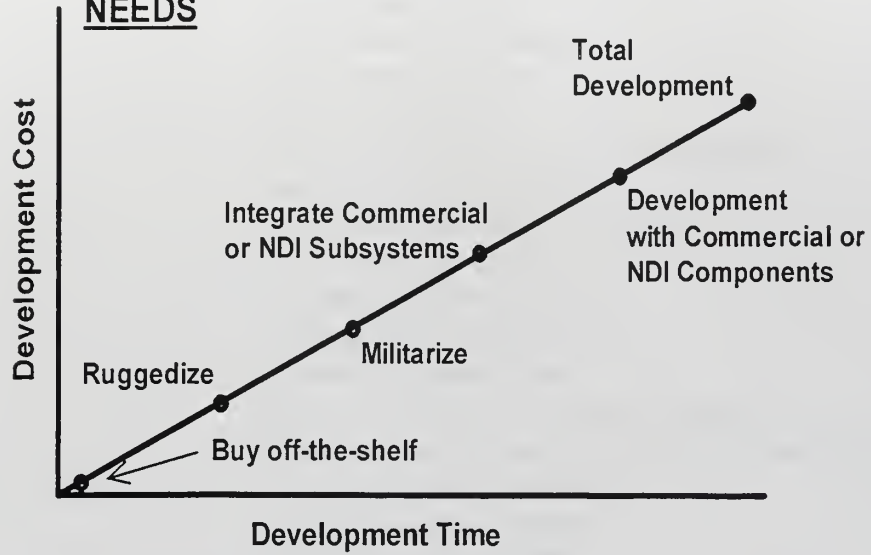 NEEDS
Total
Development
Development Cost
Integrate Commercial
or NDI Subsystems
Development
with Commercial or
NDI Components
Militarize
Ruggedize
Buy off-the-shelf
Development Time